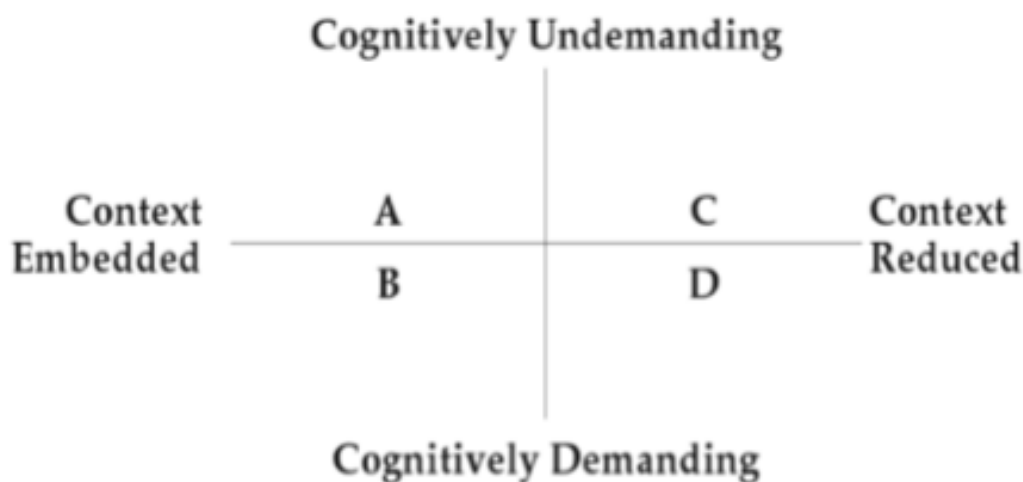 Cognitively Undemanding
Context
Embedded
A
C
Context
Reduced
B
D
Cognitively Demanding